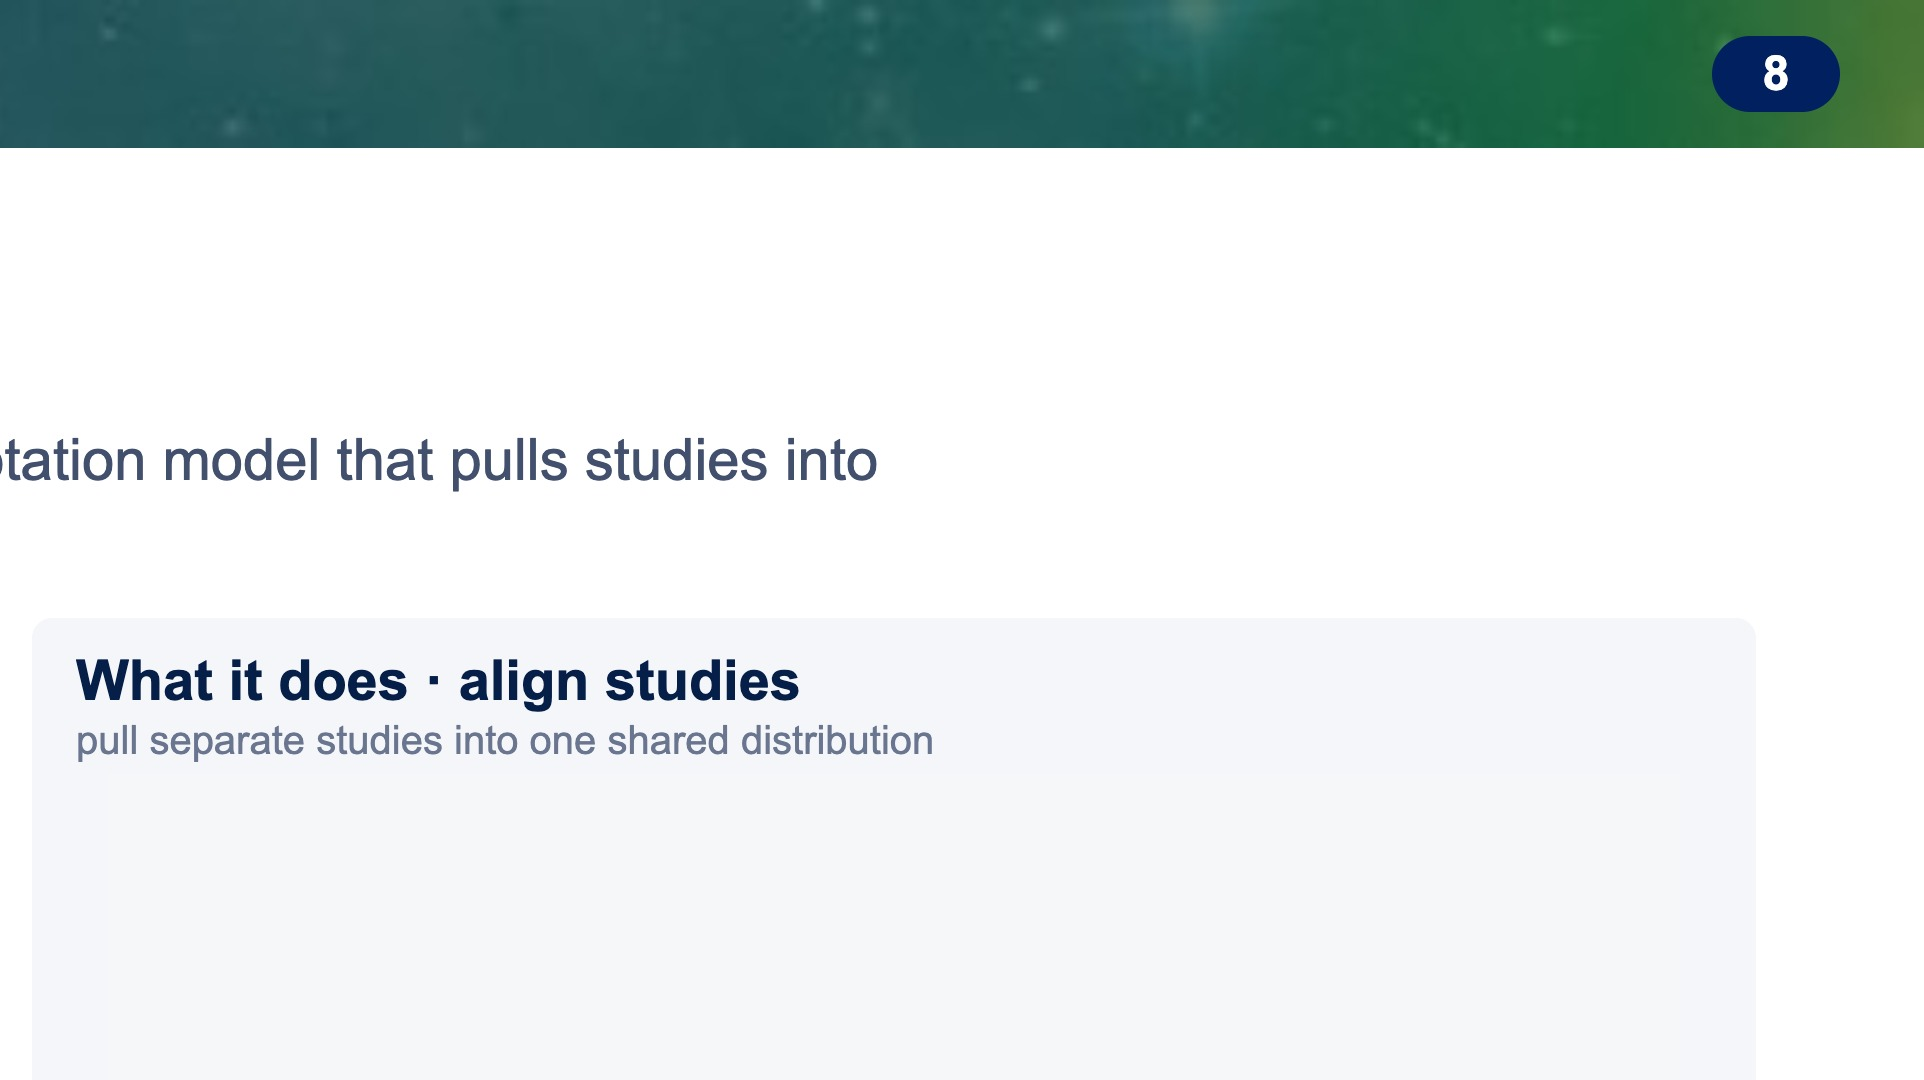 8
tation model that pulls studies into
What it does · align studies
pull separate studies into one shared distribution